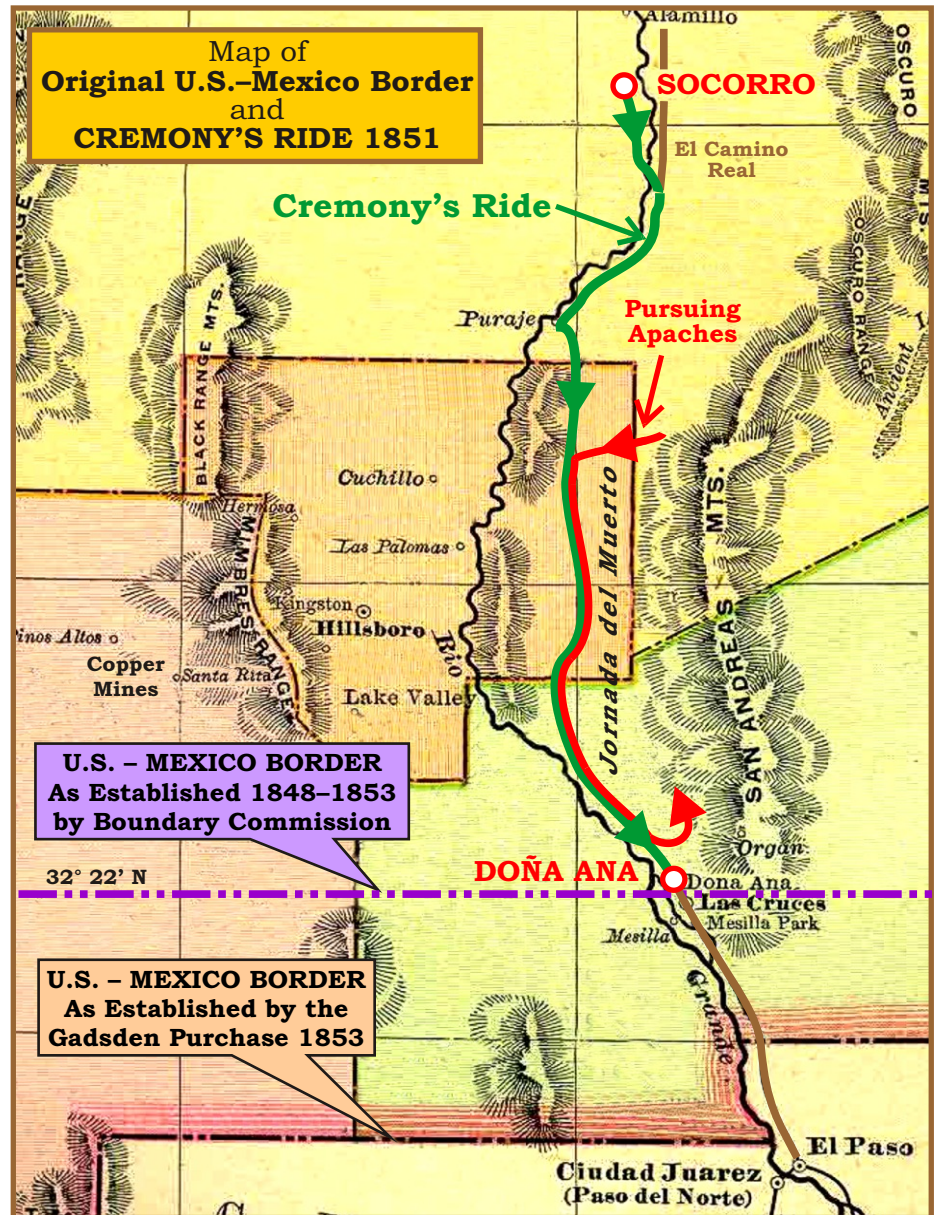 Map of
Original U.S.–Mexico Border
and
CREMONY'S RIDE 1851
Alamillo
SOCORRO
OSCURO
MTS.
El Camino
Real
Cremony's Ride
RANGE
OSCURO RANGE
BLACK RANGE MTS.
Puraje
Pursuing
Apaches
Ancient
Cuchillo
Hermosa
Las Palomas
Jornada del Muerto
MIMBRES RANGE
Kingston
Hillsboro
Rio
SAN ANDREAS MTS.
Pinos Altos
Copper
Mines
Santa Rita
Lake Valley
U.S. – MEXICO BORDER
As Established 1848–1853
by Boundary Commission
Organ
32° 22' N
DOÑA ANA
Dona Ana
Las Cruces
Mesilla Park
Mesilla
U.S. – MEXICO BORDER
As Established by the
Gadsden Purchase 1853
Grande
El Paso
Ciudad Juarez
(Paso del Norte)